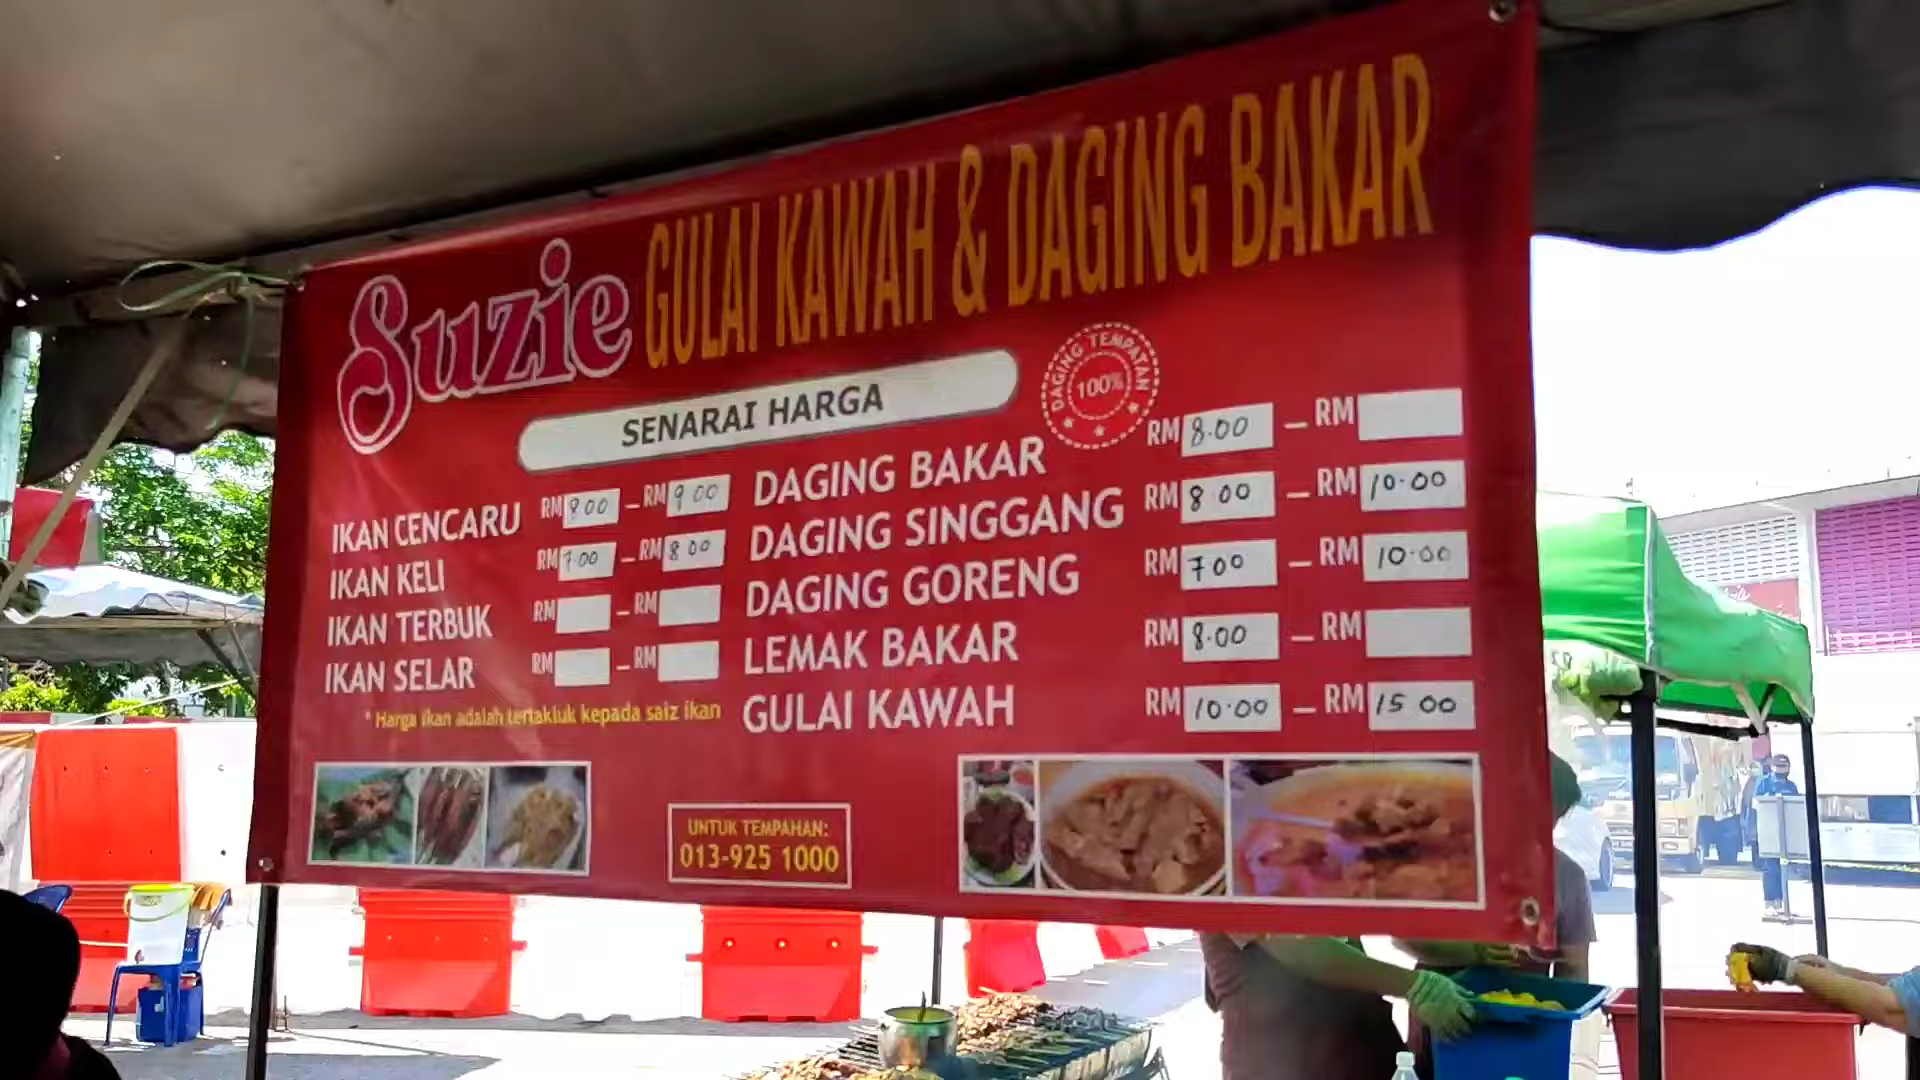 Suzie GULAI KAWAH & DAGING BAKAR
SENARAI HARGA
DAGING TEMPATAN
100%
IKAN CENCARU RM 8.00 – RM 9.00
IKAN KELI RM 7.00 – RM 8.00
IKAN TERBUK RM – RM
IKAN SELAR RM – RM
* Harga ikan adalah tertakluk kepada saiz ikan
DAGING BAKAR RM 8.00 – RM
DAGING SINGGANG RM 8.00 – RM 10.00
DAGING GORENG RM 7.00 – RM 10.00
LEMAK BAKAR RM 8.00 – RM
GULAI KAWAH RM 10.00 – RM 15.00
UNTUK TEMPAHAN:
013-925 1000